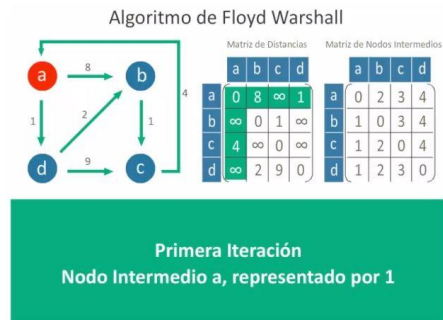 Algoritmo de Floyd Warshall
a 8 b
4
1 2 1
d 9 c
Matriz de Distancias
a b c d
a 0 8 ∞ 1
b ∞ 0 1 ∞
c 4 ∞ 0 ∞
d ∞ 2 9 0
Matriz de Nodos Intermedios
a b c d
a 0 2 3 4
b 1 0 3 4
c 1 2 0 4
d 1 2 3 0
Primera Iteración
Nodo Intermedio a, representado por 1